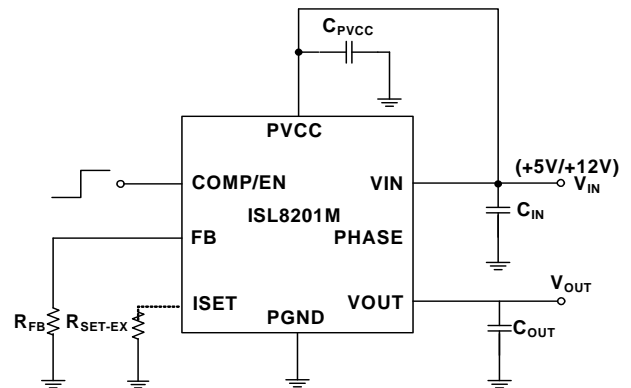 CPVCC
PVCC
(+5V/+12V)
COMP/EN
VIN
VIN
CIN
ISL8201M
FB
PHASE
VOUT
ISET
VOUT
RFB
RSET-EX
PGND
COUT